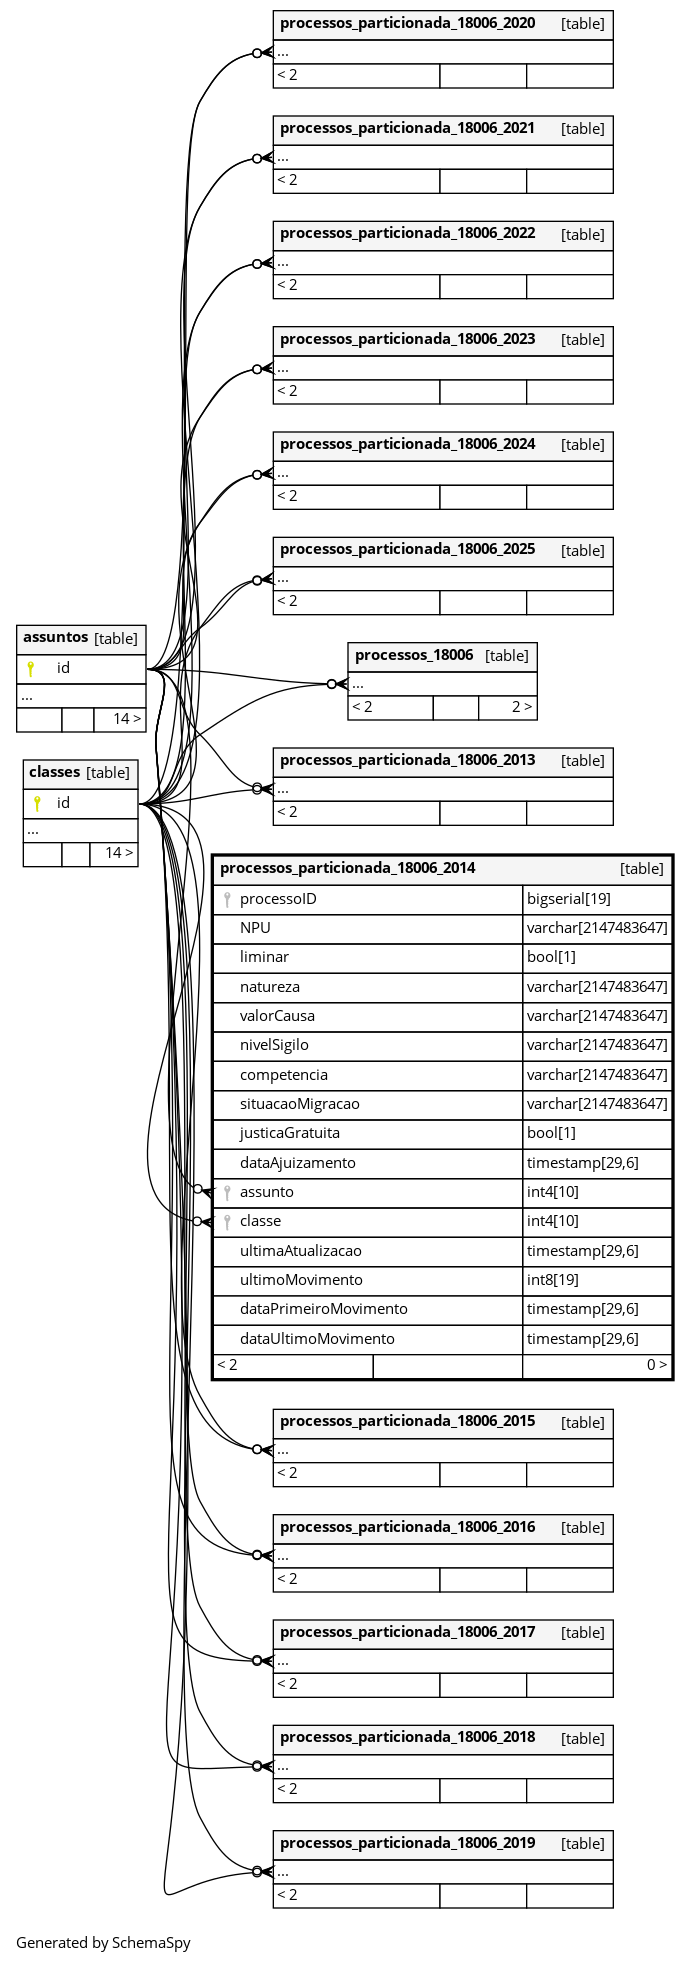 processos_particionada_18006_2020 [table]
...
< 2
processos_particionada_18006_2021 [table]
...
< 2
processos_particionada_18006_2022 [table]
...
< 2
processos_particionada_18006_2023 [table]
...
< 2
processos_particionada_18006_2024 [table]
...
< 2
processos_particionada_18006_2025 [table]
...
< 2
assuntos [table]
id
...
14 >
processos_18006 [table]
...
< 2 2 >
classes [table]
id
...
14 >
processos_particionada_18006_2013 [table]
...
< 2
processos_particionada_18006_2014 [table]
processoID bigserial[19]
NPU varchar[2147483647]
liminar bool[1]
natureza varchar[2147483647]
valorCausa varchar[2147483647]
nivelSigilo varchar[2147483647]
competencia varchar[2147483647]
situacaoMigracao varchar[2147483647]
justicaGratuita bool[1]
dataAjuizamento timestamp[29,6]
assunto int4[10]
classe int4[10]
ultimaAtualizacao timestamp[29,6]
ultimoMovimento int8[19]
dataPrimeiroMovimento timestamp[29,6]
dataUltimoMovimento timestamp[29,6]
< 2 0 >
processos_particionada_18006_2015 [table]
...
< 2
processos_particionada_18006_2016 [table]
...
< 2
processos_particionada_18006_2017 [table]
...
< 2
processos_particionada_18006_2018 [table]
...
< 2
processos_particionada_18006_2019 [table]
...
< 2
Generated by SchemaSpy